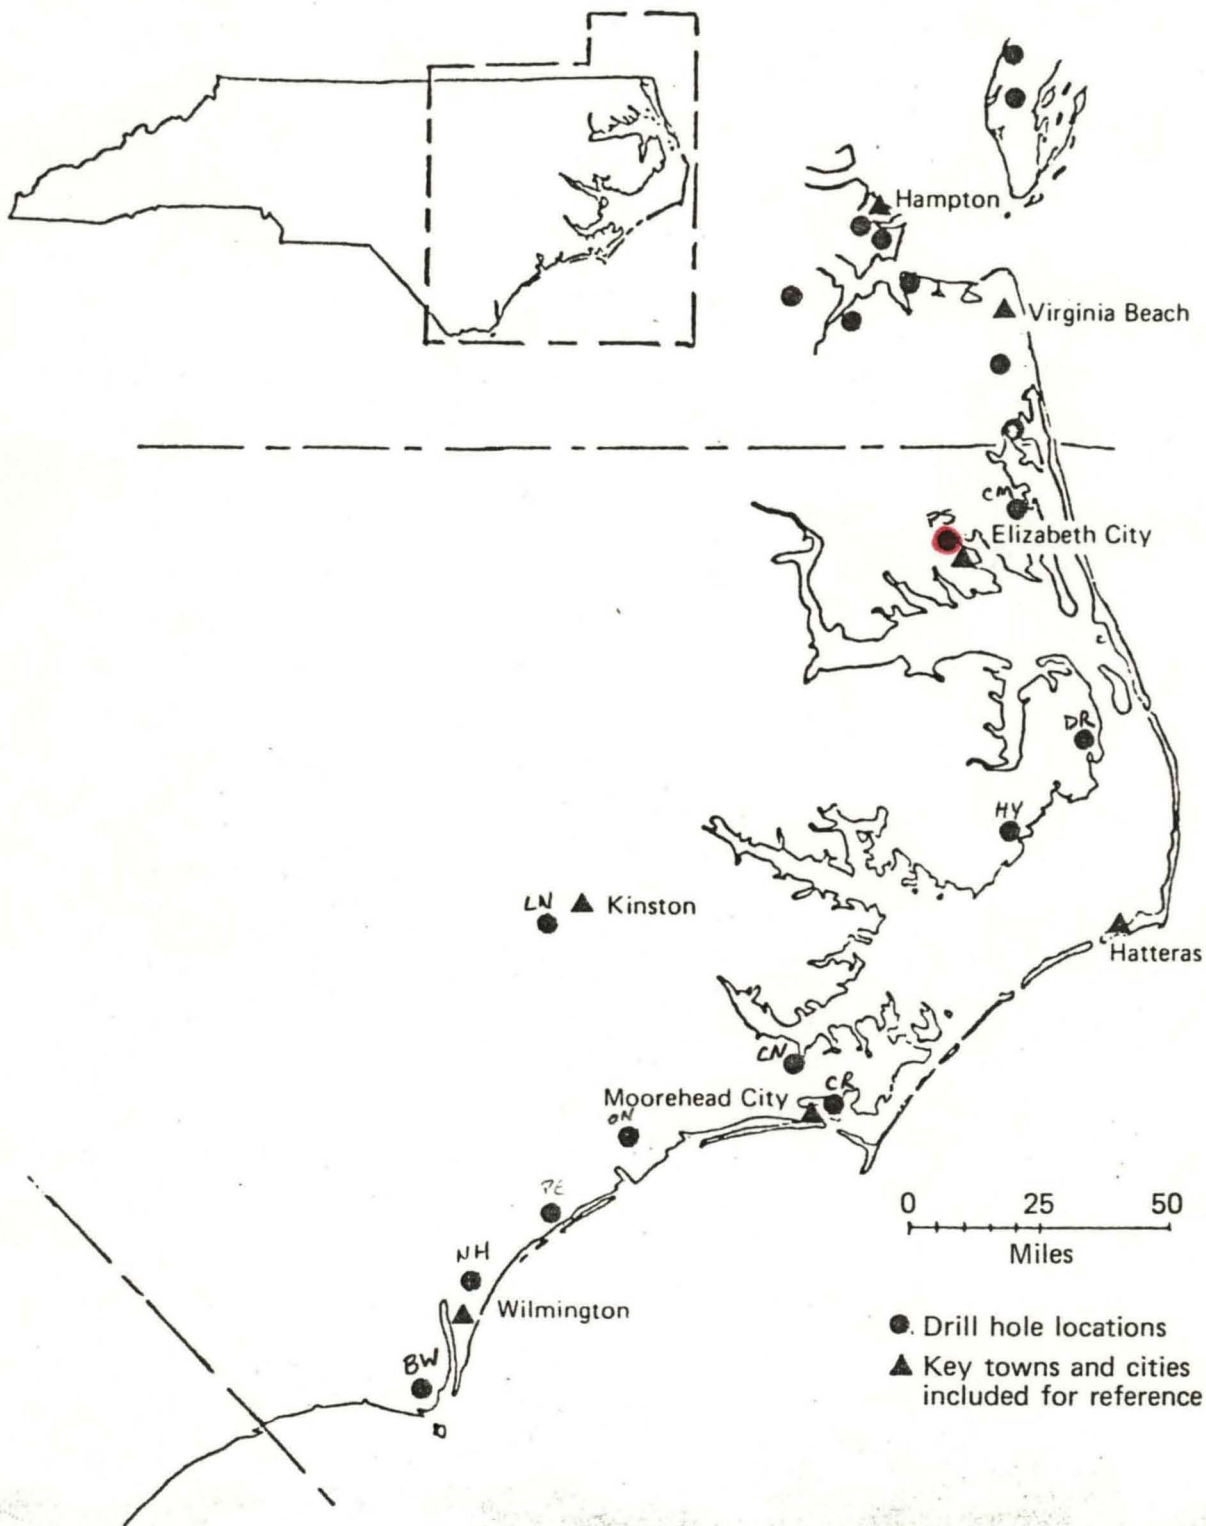 Hampton
Virginia Beach
CM
PS
Elizabeth City
DR
HY
LN
Kinston
Hatteras
CN
CR
Moorehead City
ON
PE
0 25 50
Miles
NH
Wilmington
BW
Drill hole locations
Key towns and cities
included for reference